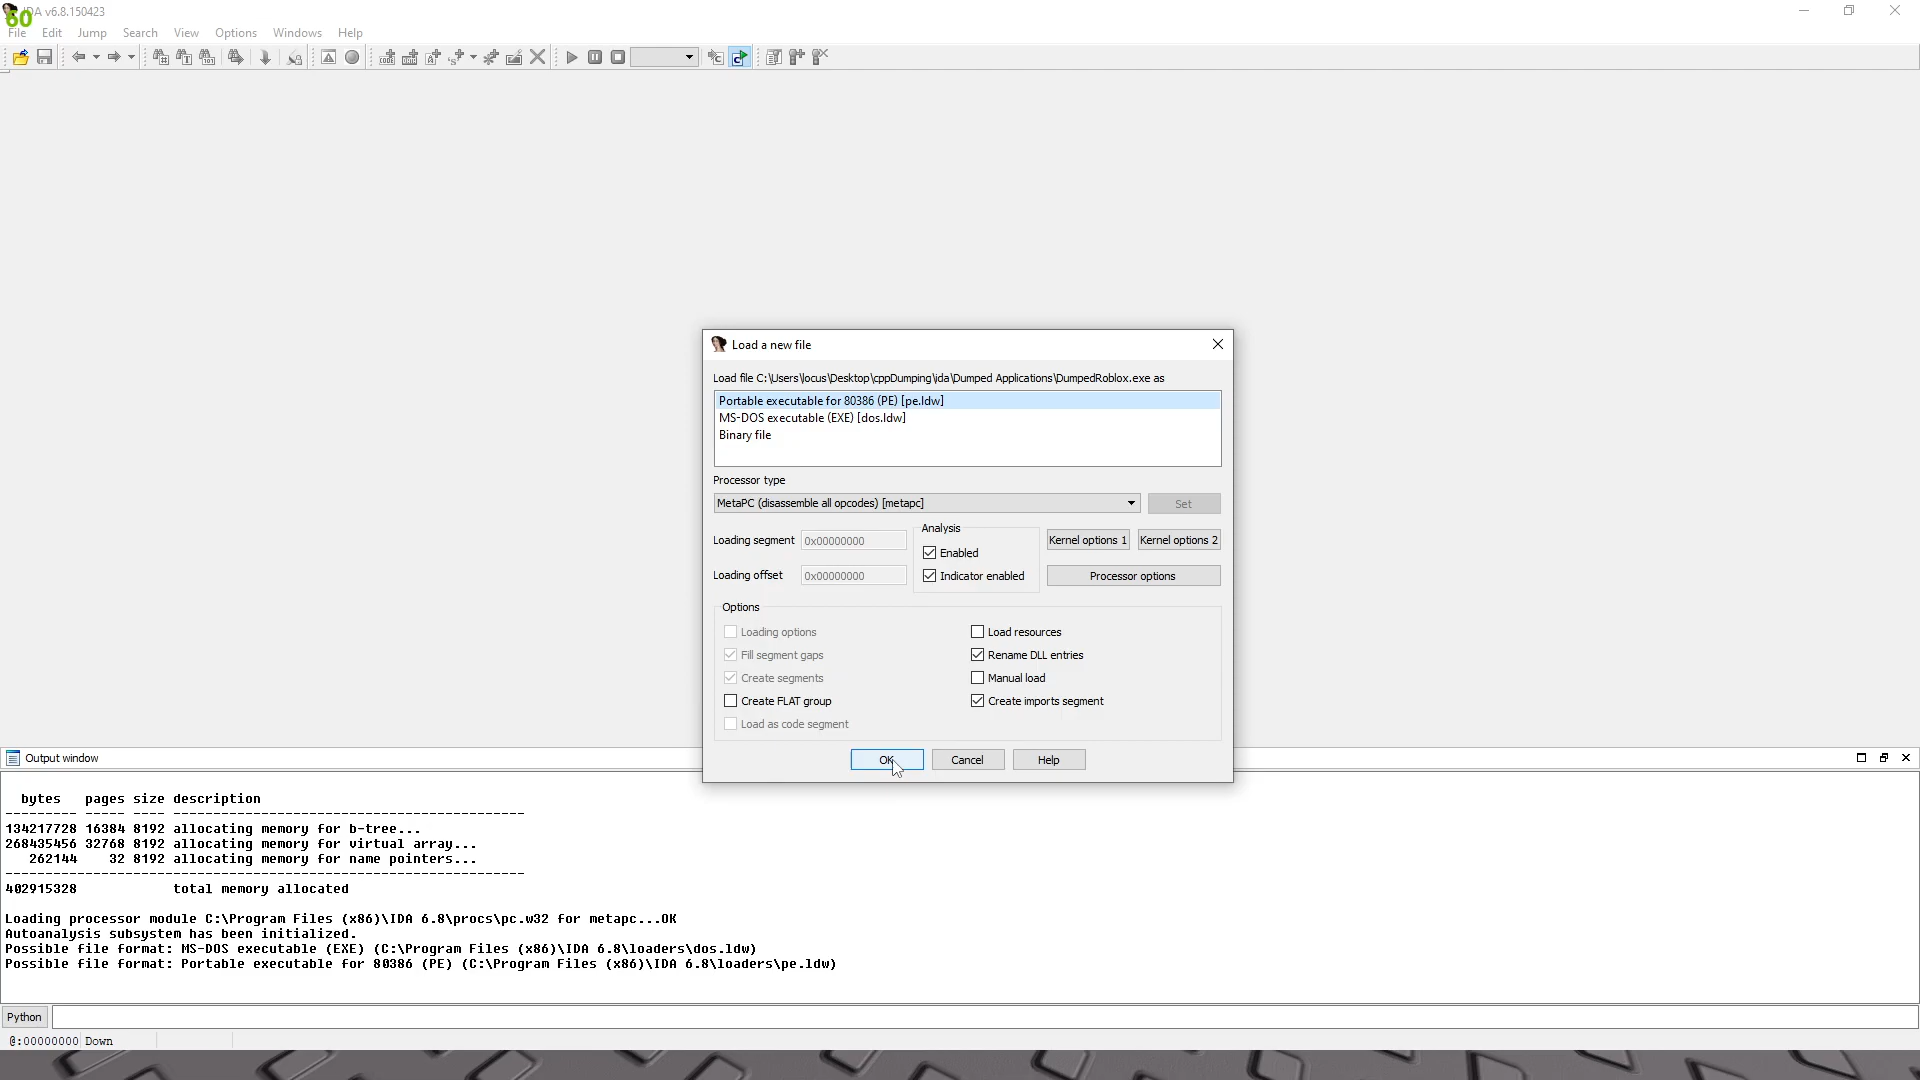 IDA v6.8.150423
60
File Edit Jump Search View Options Windows Help
Load a new file
Load file C:\Users\locus\Desktop\cppDumping\ida\Dumped Applications\DumpedRoblox.exe as
Portable executable for 80386 (PE) [pe.ldw]
MS-DOS executable (EXE) [dos.ldw]
Binary file
Processor type
MetaPC (disassemble all opcodes) [metapc]
Set
Loading segment 0x00000000
Loading offset 0x00000000
Analysis
Enabled
Indicator enabled
Kernel options 1 Kernel options 2
Processor options
Options
Loading options
Fill segment gaps
Create segments
Create FLAT group
Load as code segment
Load resources
Rename DLL entries
Manual load
Create imports segment
OK Cancel Help
Output window
bytes pages size description
--------- ----- ---- --------------------------------------------
134217728 16384 8192 allocating memory for b-tree...
268435456 32768 8192 allocating memory for virtual array...
262144 32 8192 allocating memory for name pointers...
-----------------------------------------------------------------
402915328 total memory allocated
Loading processor module C:\Program Files (x86)\IDA 6.8\procs\pc.w32 for metapc...OK
Autoanalysis subsystem has been initialized.
Possible file format: MS-DOS executable (EXE) (C:\Program Files (x86)\IDA 6.8\loaders\dos.ldw)
Possible file format: Portable executable for 80386 (PE) (C:\Program Files (x86)\IDA 6.8\loaders\pe.ldw)
Python
@:00000000 Down